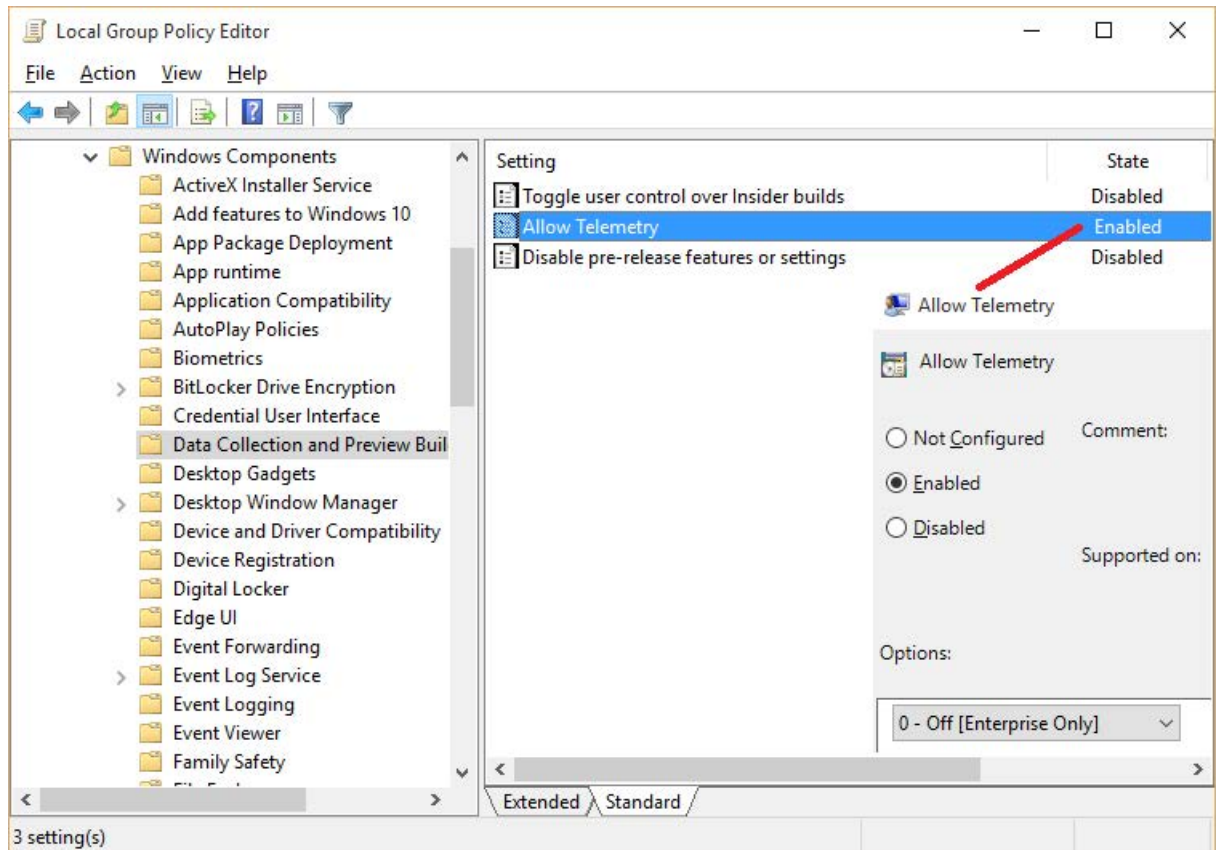 Local Group Policy Editor
File Action View Help
Windows Components
ActiveX Installer Service
Add features to Windows 10
App Package Deployment
App runtime
Application Compatibility
AutoPlay Policies
Biometrics
BitLocker Drive Encryption
Credential User Interface
Data Collection and Preview Buil
Desktop Gadgets
Desktop Window Manager
Device and Driver Compatibility
Device Registration
Digital Locker
Edge UI
Event Forwarding
Event Log Service
Event Logging
Event Viewer
Family Safety
Setting State
Toggle user control over Insider builds Disabled
Allow Telemetry Enabled
Disable pre-release features or settings Disabled
Allow Telemetry
Allow Telemetry
Not Configured Comment:
Enabled
Disabled
Supported on:
Options:
0 - Off [Enterprise Only]
Extended Standard
3 setting(s)